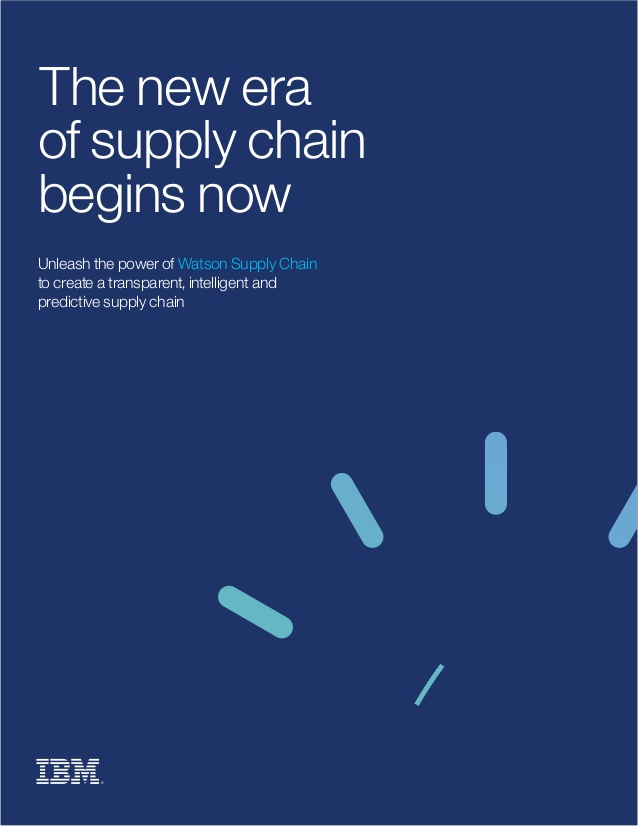 The new era
of supply chain
begins now
Unleash the power of Watson Supply Chain
to create a transparent, intelligent and
predictive supply chain
IBM®